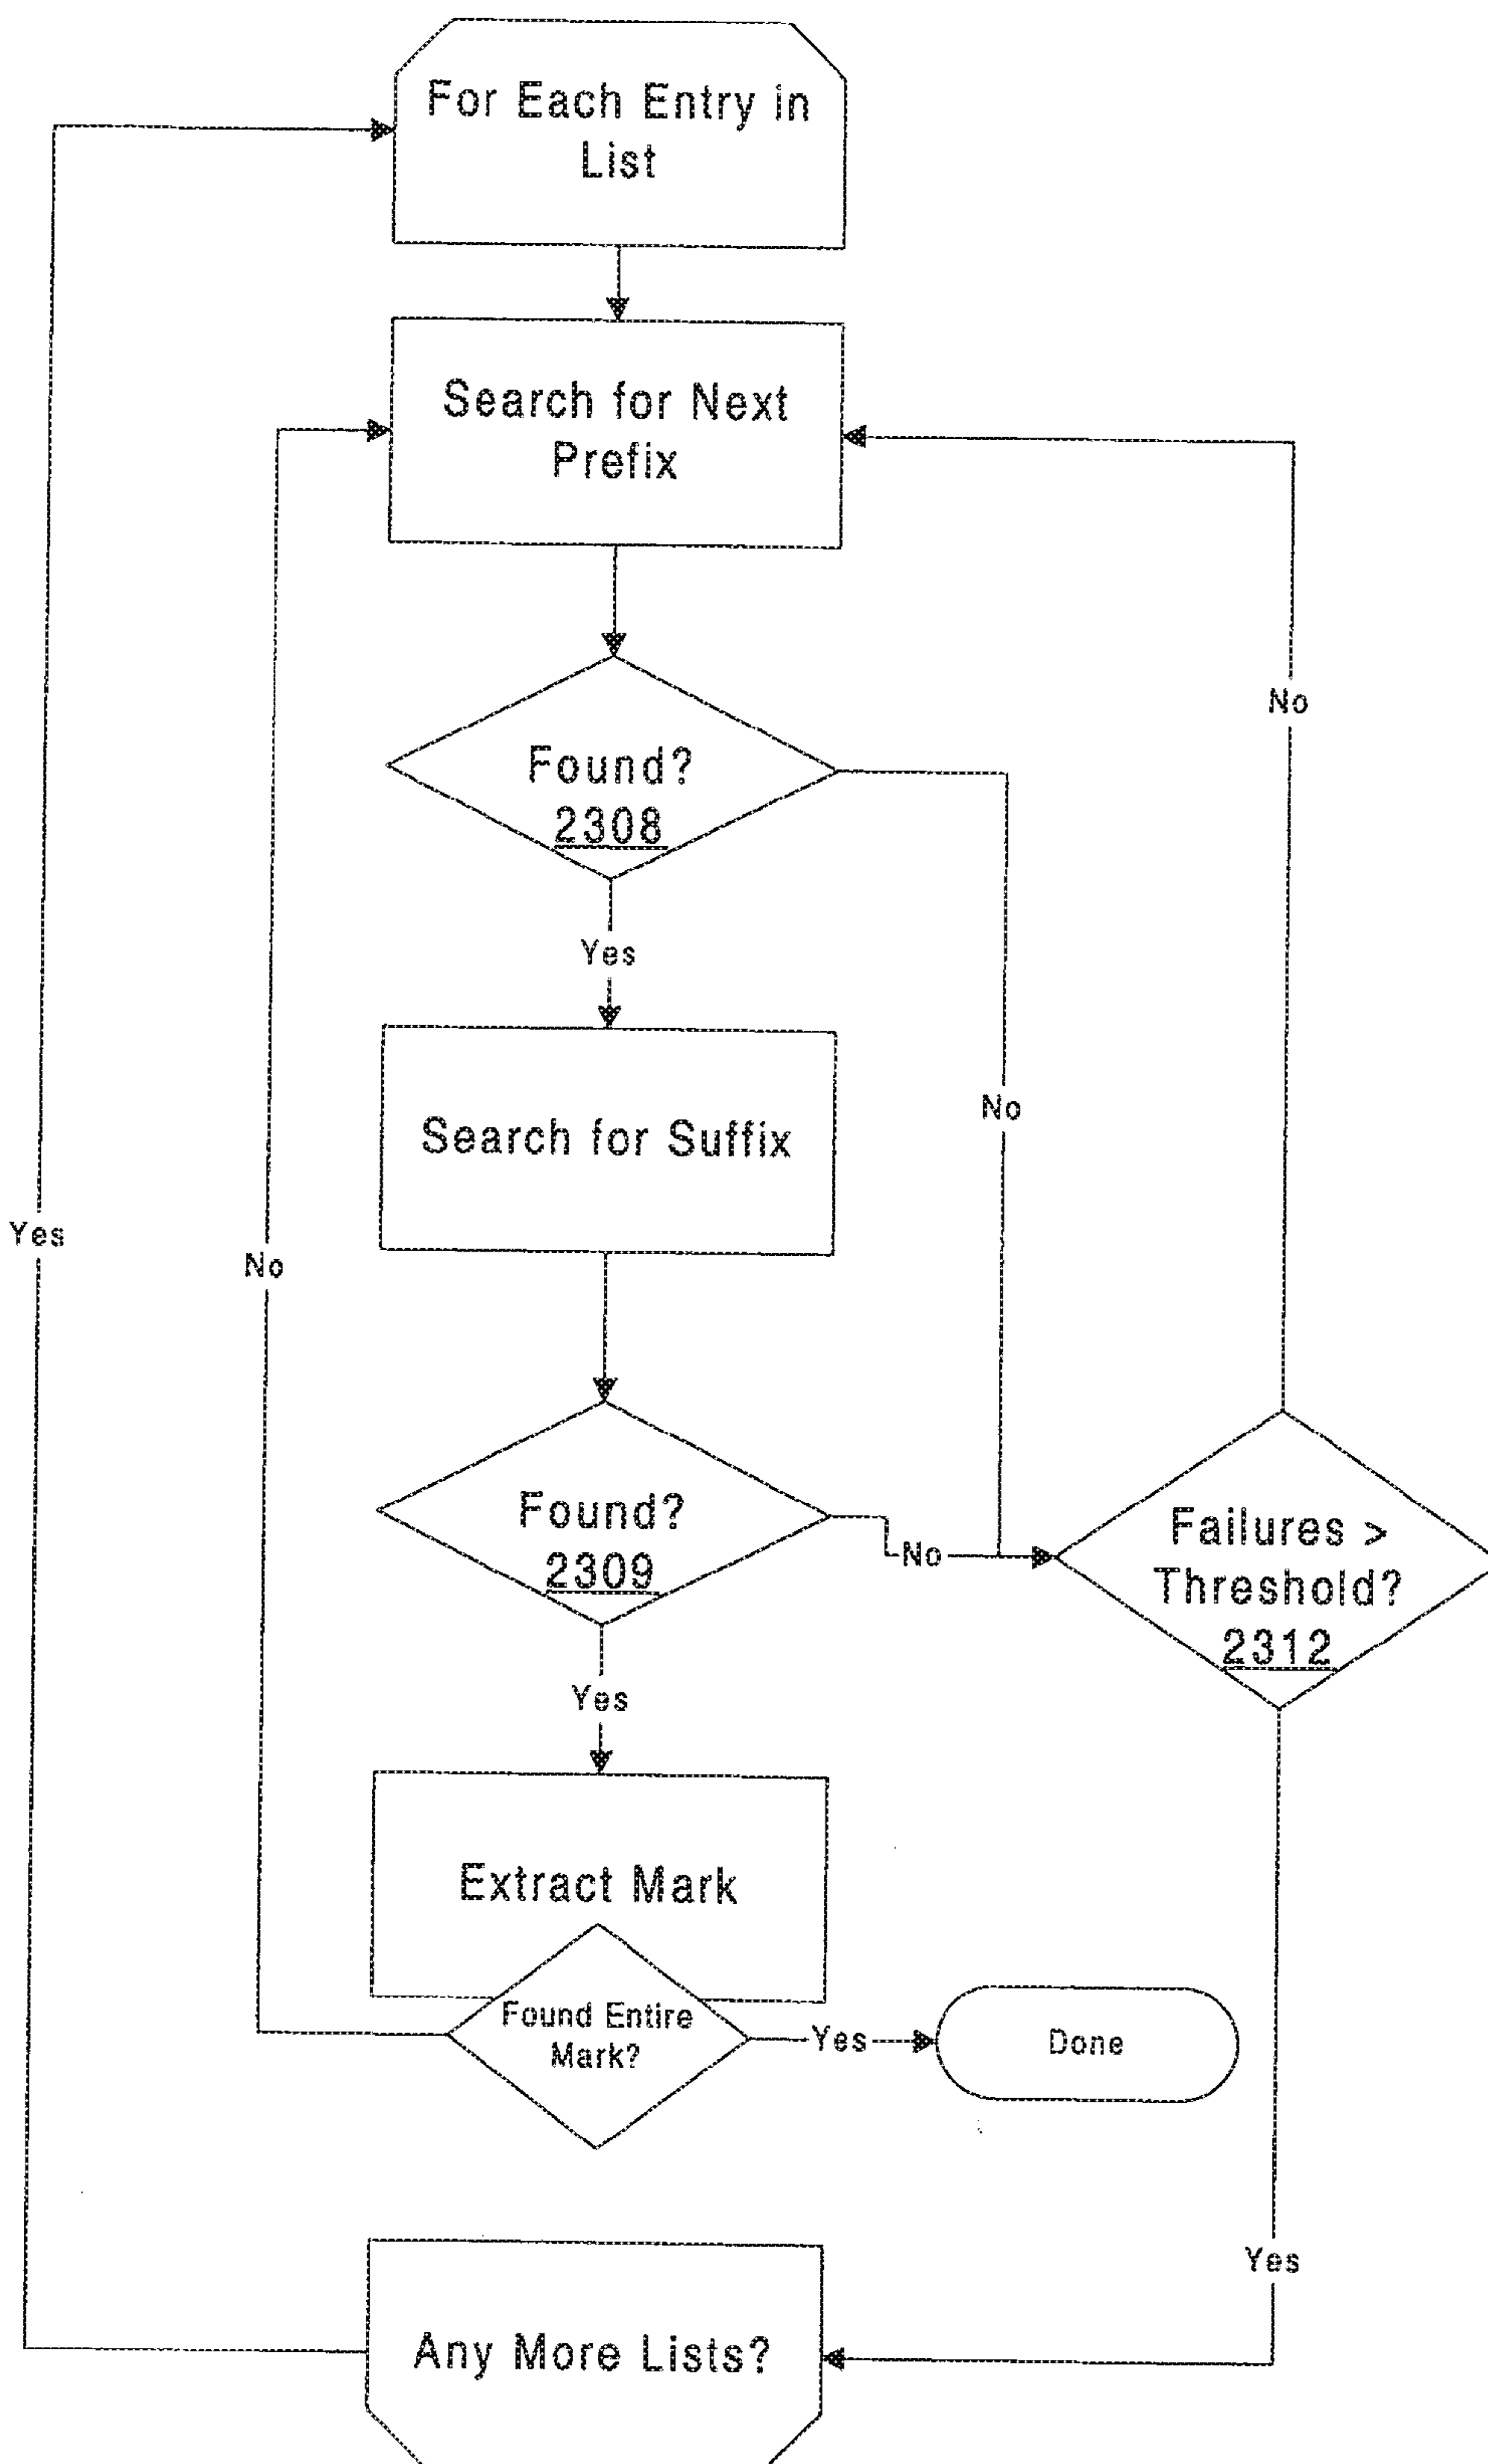 For Each Entry in
List
Search for Next
Prefix
No
Found?
2308
Yes
Search for Suffix
No
Yes
No
Found?
2309
No
Failures >
Threshold?
2312
Yes
Extract Mark
Found Entire
Mark?
Yes
Done
Yes
Any More Lists?